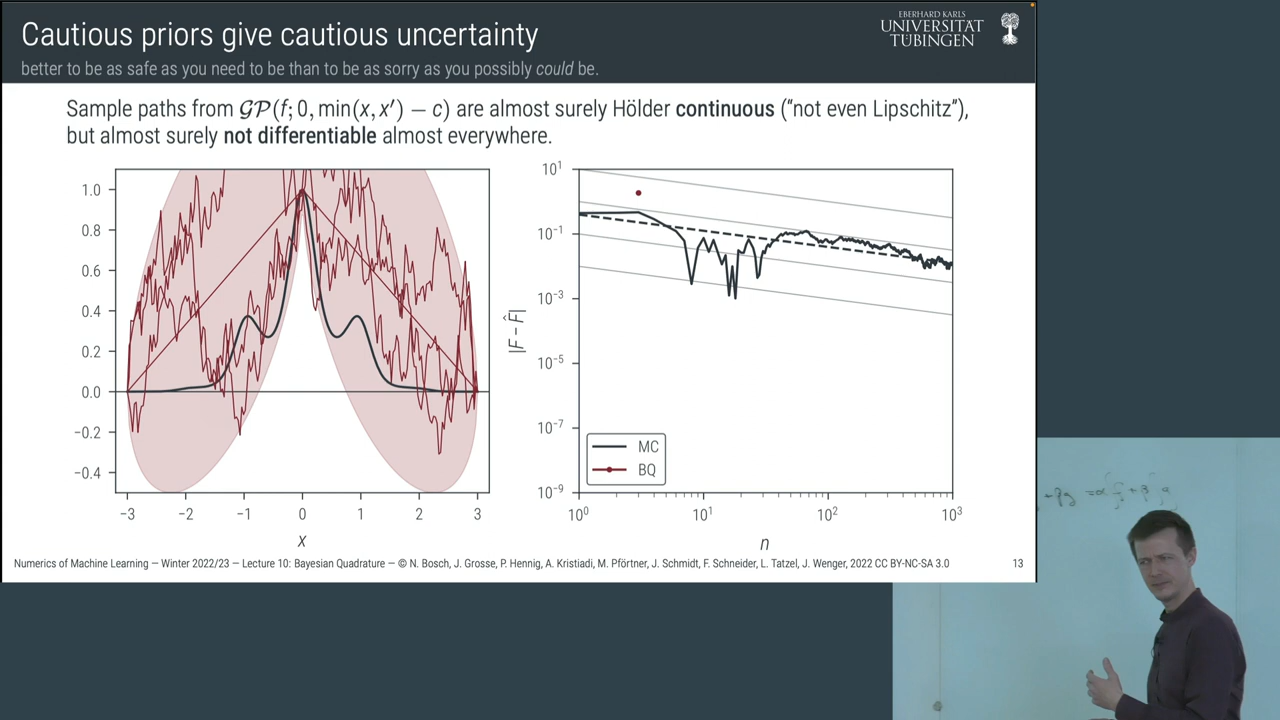 Cautious priors give cautious uncertainty
better to be as safe as you need to be than to be as sorry as you possibly could be.
EBERHARD KARLS
UNIVERSITÄT
TÜBINGEN
Sample paths from 𝒢𝒫(f; 0, min(x, x′) − c) are almost surely Hölder continuous (“not even Lipschitz”),
but almost surely not differentiable almost everywhere.
1.0
0.8
0.6
0.4
0.2
0.0
−0.2
−0.4
−3 −2 −1 0 1 2 3
x
|F − F̂|
10¹
10⁻¹
10⁻³
10⁻⁵
10⁻⁷
10⁻⁹
MC
BQ
10⁰ 10¹ 10² 10³
n
Numerics of Machine Learning — Winter 2022/23 — Lecture 10: Bayesian Quadrature — © N. Bosch, J. Grosse, P. Hennig, A. Kristiadi, M. Pförtner, J. Schmidt, F. Schneider, L. Tatzel, J. Wenger, 2022 CC BY-NC-SA 3.0
13